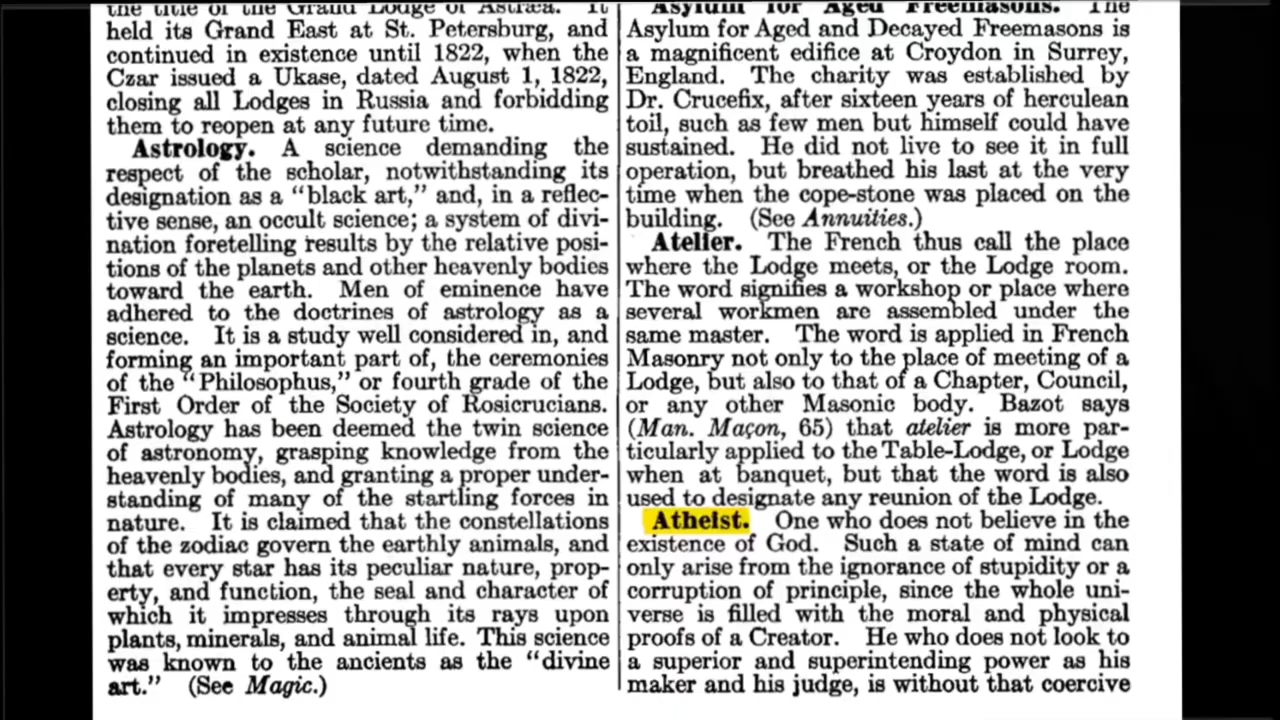 the title of the Grand Lodge of Astræa. It
held its Grand East at St. Petersburg, and
continued in existence until 1822, when the
Czar issued a Ukase, dated August 1, 1822,
closing all Lodges in Russia and forbidding
them to reopen at any future time.
Astrology. A science demanding the
respect of the scholar, notwithstanding its
designation as a "black art," and, in a reflec-
tive sense, an occult science; a system of divi-
nation foretelling results by the relative posi-
tions of the planets and other heavenly bodies
toward the earth. Men of eminence have
adhered to the doctrines of astrology as a
science. It is a study well considered in, and
forming an important part of, the ceremonies
of the "Philosophus," or fourth grade of the
First Order of the Society of Rosicrucians.
Astrology has been deemed the twin science
of astronomy, grasping knowledge from the
heavenly bodies, and granting a proper under-
standing of many of the startling forces in
nature. It is claimed that the constellations
of the zodiac govern the earthly animals, and
that every star has its peculiar nature, prop-
erty, and function, the seal and character of
which it impresses through its rays upon
plants, minerals, and animal life. This science
was known to the ancients as the "divine
art." (See Magic.)
Asylum for Aged Freemasons. The
Asylum for Aged and Decayed Freemasons is
a magnificent edifice at Croydon in Surrey,
England. The charity was established by
Dr. Crucefix, after sixteen years of herculean
toil, such as few men but himself could have
sustained. He did not live to see it in full
operation, but breathed his last at the very
time when the cope-stone was placed on the
building. (See Annuities.)
Atelier. The French thus call the place
where the Lodge meets, or the Lodge room.
The word signifies a workshop or place where
several workmen are assembled under the
same master. The word is applied in French
Masonry not only to the place of meeting of a
Lodge, but also to that of a Chapter, Council,
or any other Masonic body. Bazot says
(Man. Maçon, 65) that atelier is more par-
ticularly applied to the Table-Lodge, or Lodge
when at banquet, but that the word is also
used to designate any reunion of the Lodge.
Atheist. One who does not believe in the
existence of God. Such a state of mind can
only arise from the ignorance of stupidity or a
corruption of principle, since the whole uni-
verse is filled with the moral and physical
proofs of a Creator. He who does not look to
a superior and superintending power as his
maker and his judge, is without that coercive